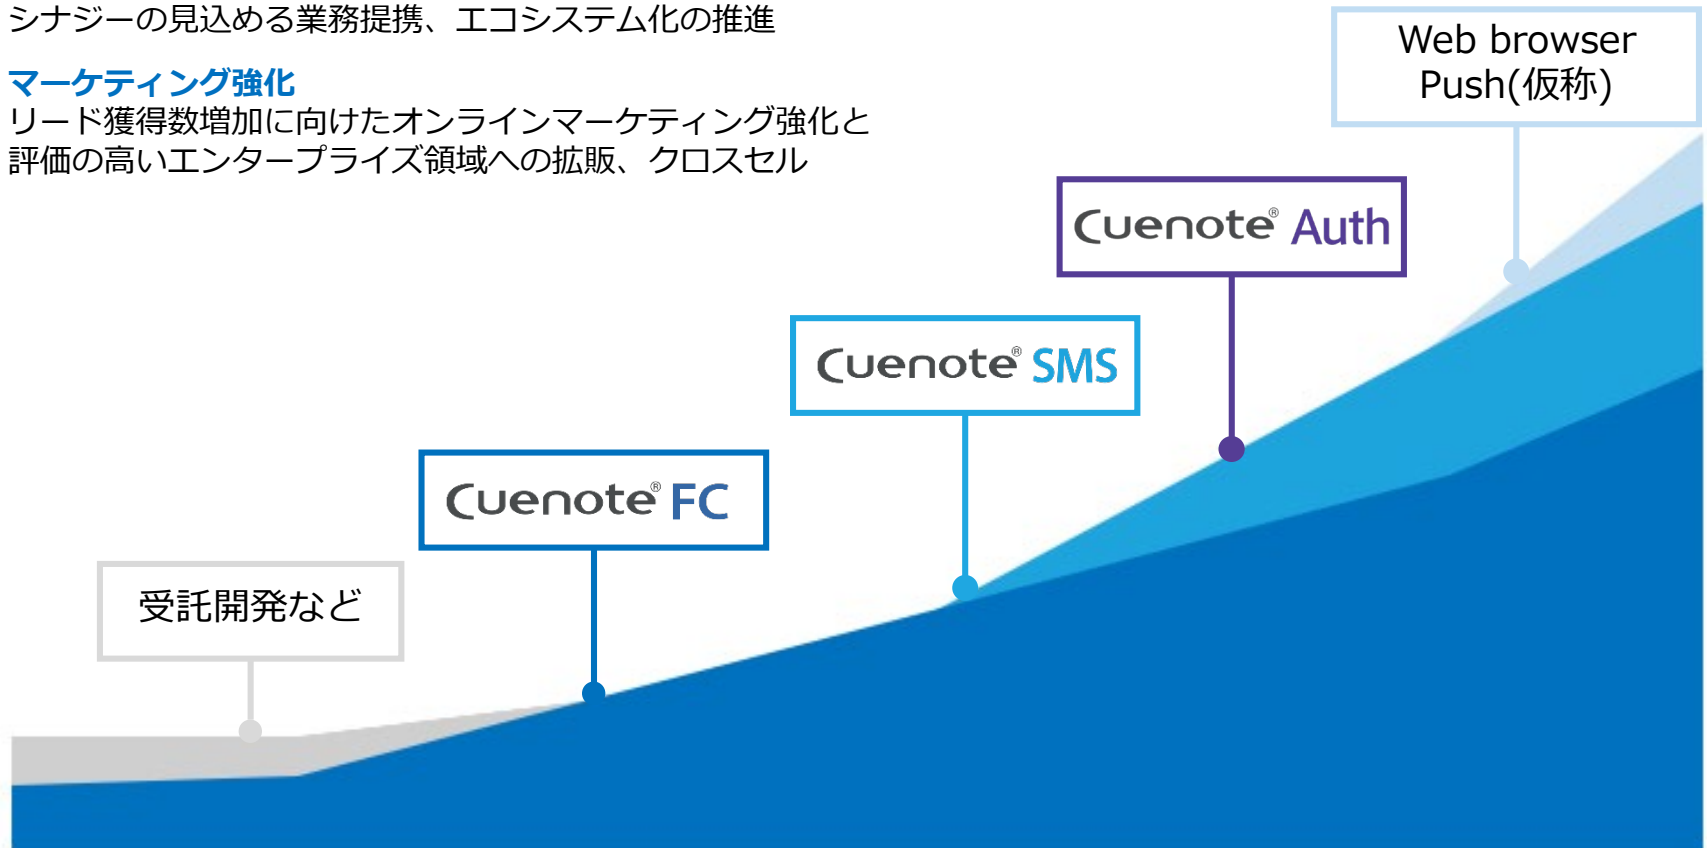 シナジーの見込める業務提携、エコシステム化の推進
マーケティング強化
リード獲得数増加に向けたオンラインマーケティング強化と
評価の高いエンタープライズ領域への拡販、クロスセル
Web browser
Push(仮称)
Cuenote® Auth
Cuenote® SMS
Cuenote® FC
受託開発など